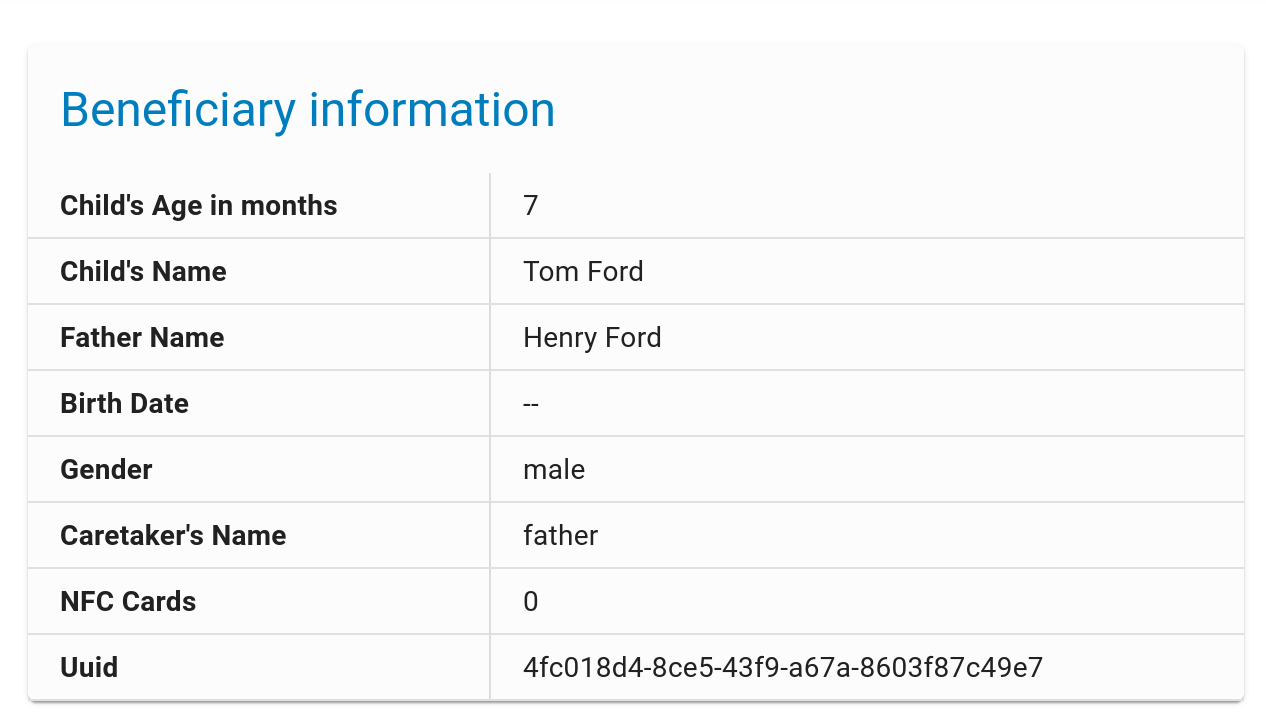 Beneficiary information
Child's Age in months 7
Child's Name Tom Ford
Father Name Henry Ford
Birth Date --
Gender male
Caretaker's Name father
NFC Cards 0
Uuid 4fc018d4-8ce5-43f9-a67a-8603f87c49e7